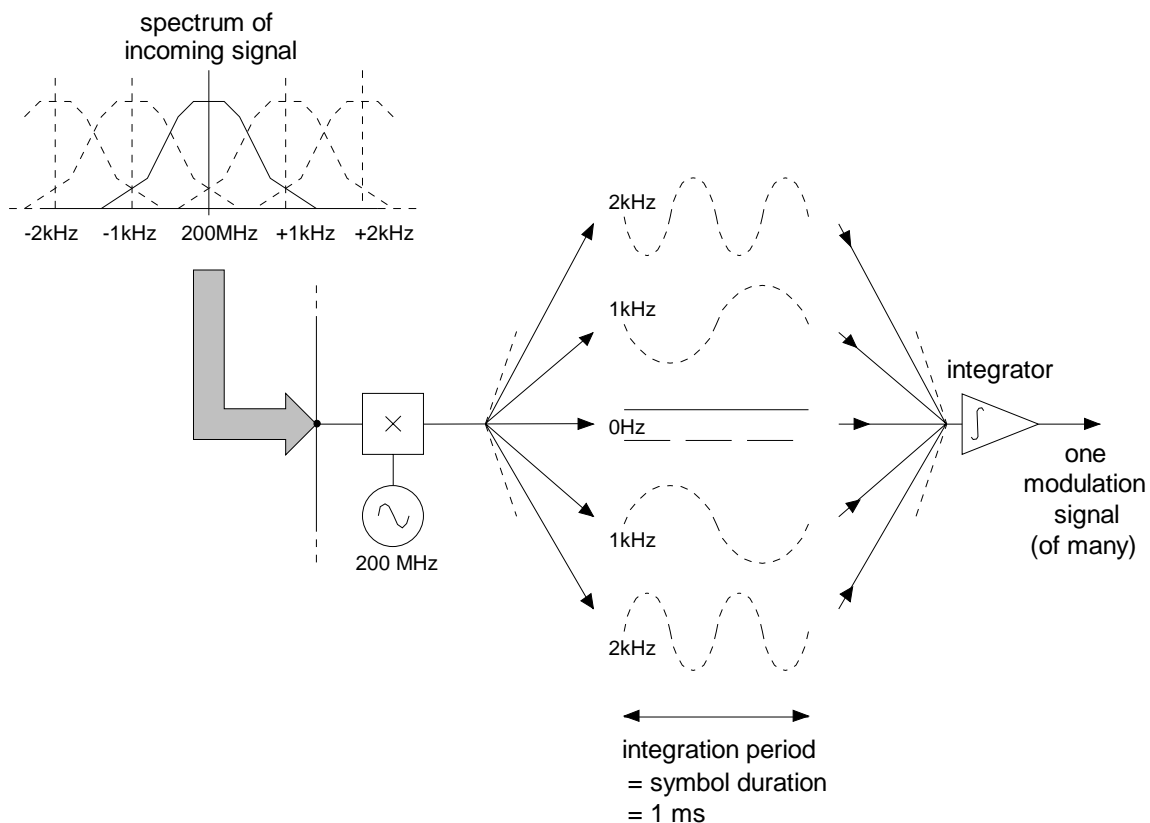 spectrum of
incoming signal
-2kHz -1kHz 200MHz +1kHz +2kHz
2kHz
1kHz
0Hz
1kHz
2kHz
×
200 MHz
integrator
∫
one
modulation
signal
(of many)
integration period
= symbol duration
= 1 ms